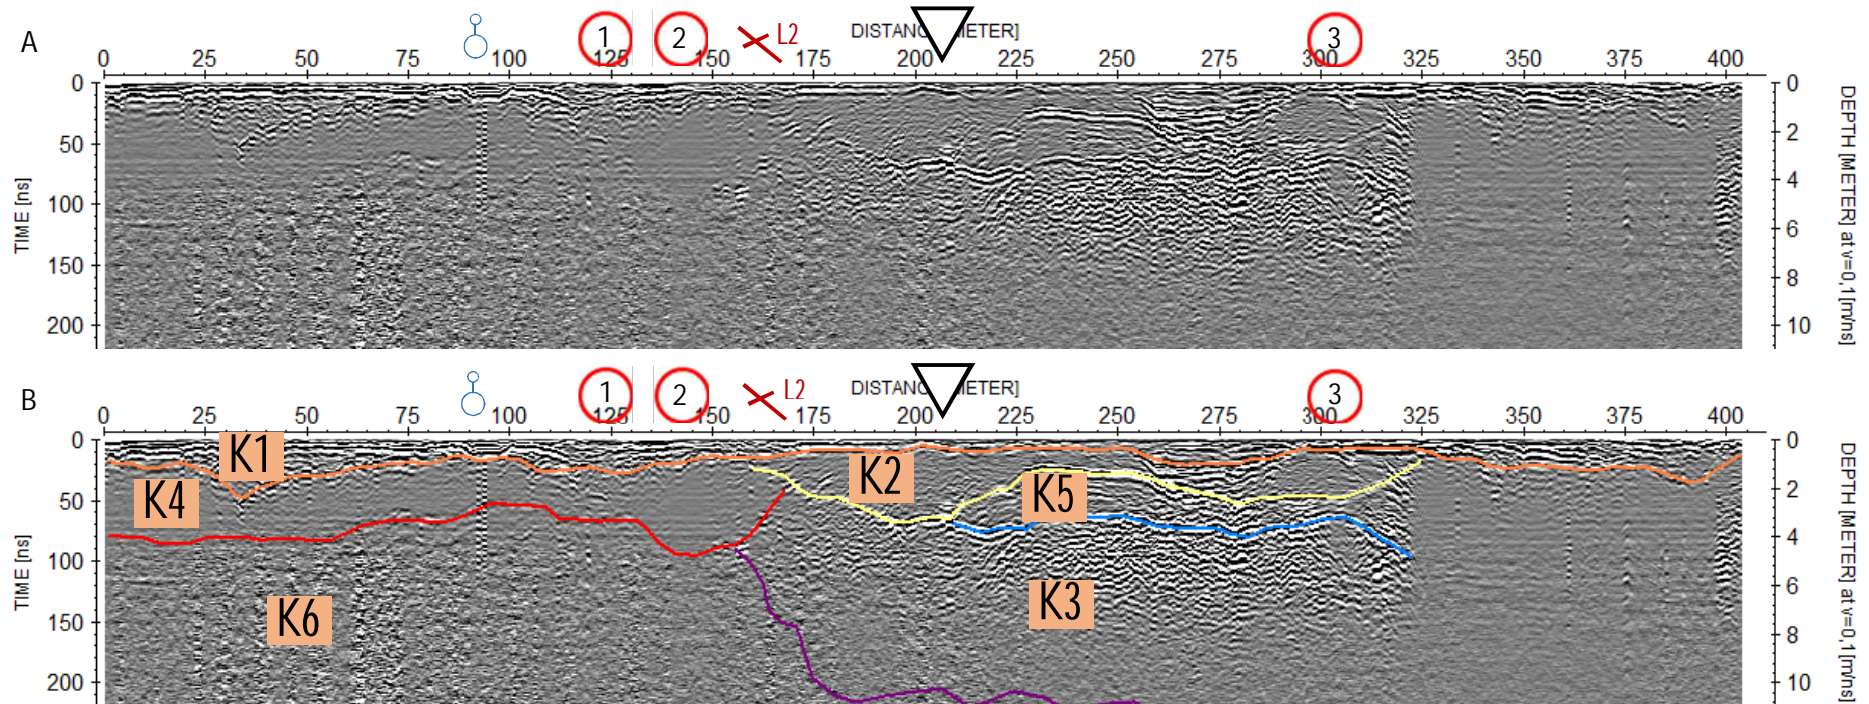 A
1 2 L2 DISTANC METER] 3
0 25 50 75 100 125 150 175 200 225 250 275 300 325 350 375 400
0 50 100 150 200
TIME [ns]
0 2 4 6 8 10
DEPTH [METER] at v=0,1[m/ns]
B
1 2 L2 DISTANC METER] 3
0 25 50 75 100 125 150 175 200 225 250 275 300 325 350 375 400
0 50 100 150 200
TIME [ns]
K1
K2
K4
K5
K3
K6
0 2 4 6 8 10
DEPTH [METER] at v=0,1[m/ns]